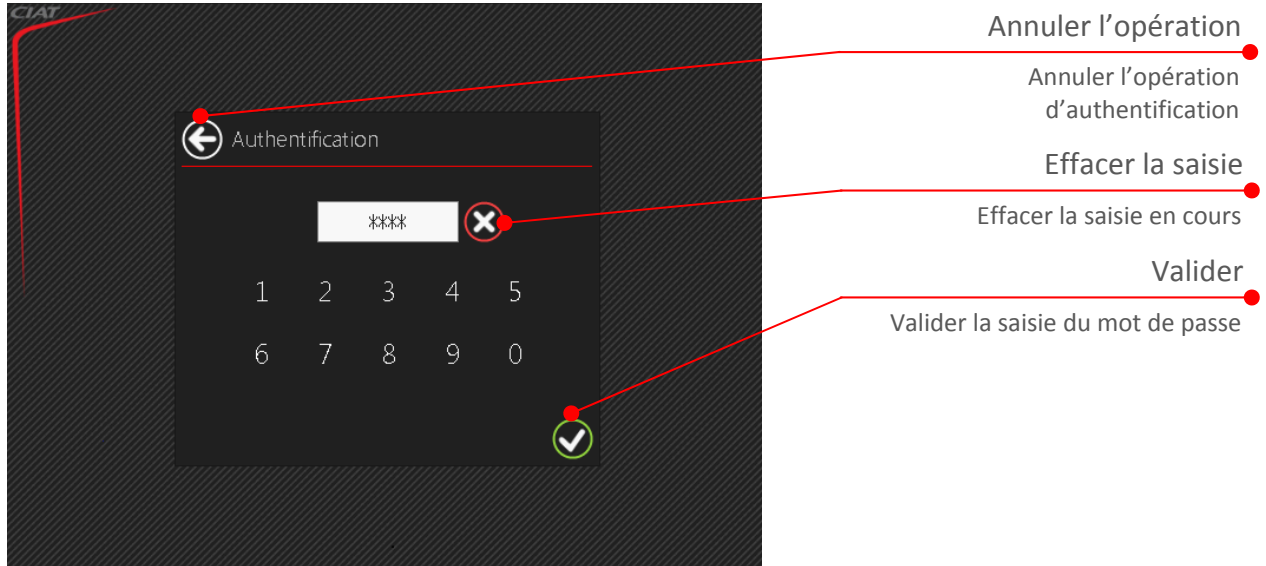 CIAT
Authentification
****
1 2 3 4 5
6 7 8 9 0
Annuler l’opération
Annuler l’opération
d’authentification
Effacer la saisie
Effacer la saisie en cours
Valider
Valider la saisie du mot de passe